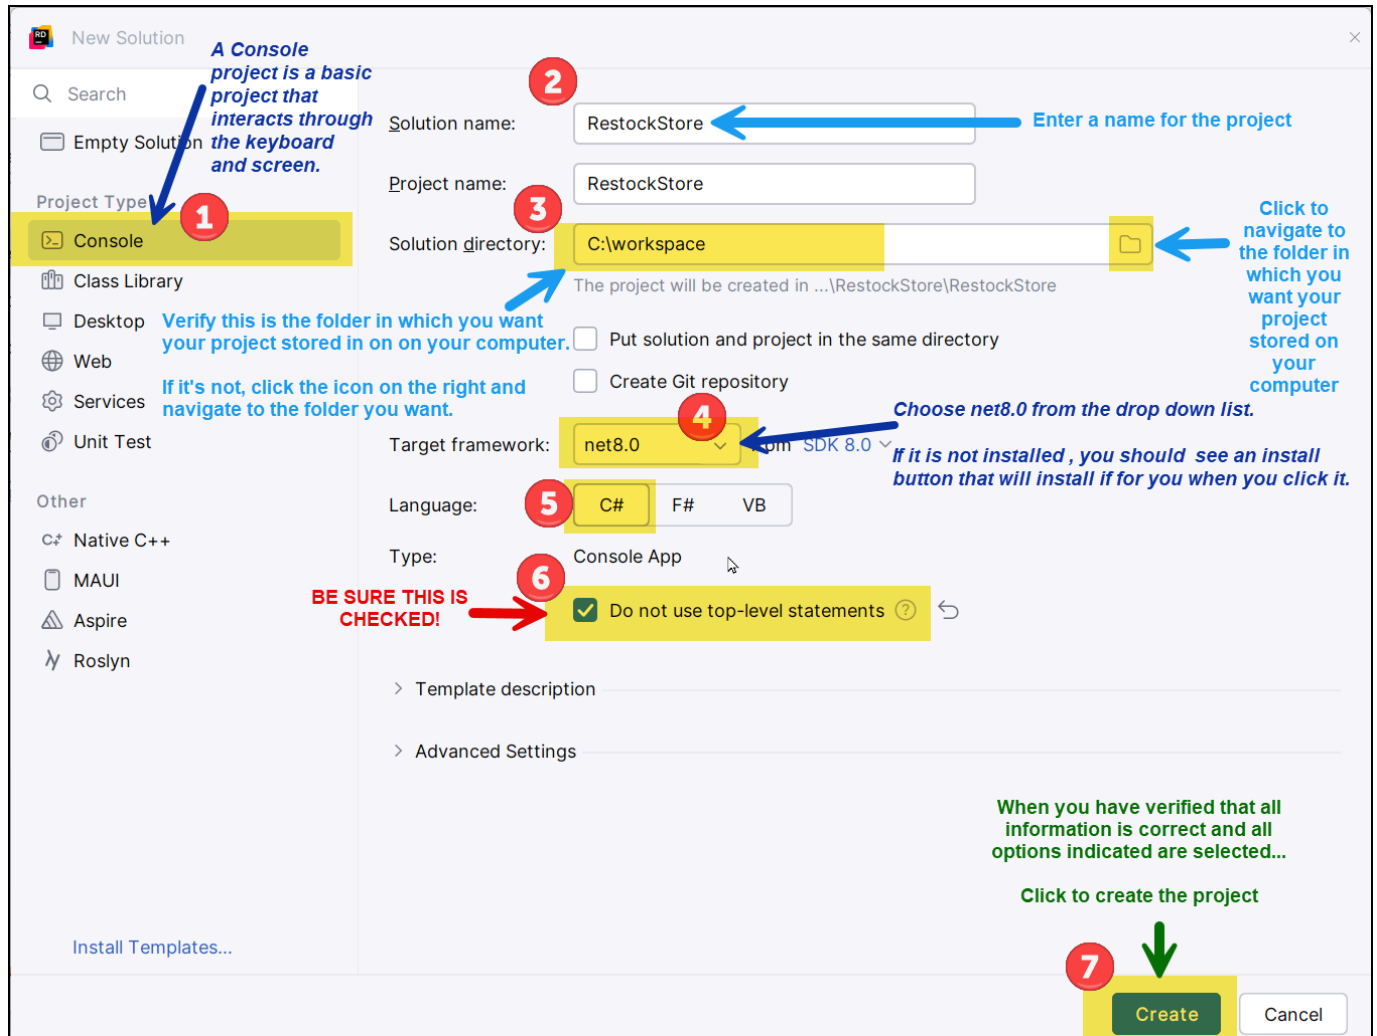 RD
New Solution
A Console
project is a basic
project that
interacts through
the keyboard
and screen.
Search
Empty Solution
Project Type
1
Console
Class Library
Desktop
Web
Services
Unit Test
Other
Native C++
MAUI
Aspire
Roslyn
Install Templates...
2
Solution name:
RestockStore
Enter a name for the project
Project name:
RestockStore
3
Solution directory:
C:\workspace
Click to
navigate to
the folder in
which you
want your
project
stored on
your
computer
The project will be created in ...\RestockStore\RestockStore
Verify this is the folder in which you want
your project stored in on on your computer.
If it's not, click the icon on the right and
navigate to the folder you want.
Put solution and project in the same directory
Create Git repository
4
Target framework:
net8.0
om SDK 8.0
Choose net8.0 from the drop down list.
If it is not installed , you should see an install
button that will install if for you when you click it.
5
Language:
C# F# VB
Type:
Console App
6
BE SURE THIS IS
CHECKED!
Do not use top-level statements ?
Template description
Advanced Settings
When you have verified that all
information is correct and all
options indicated are selected...
Click to create the project
7
Create
Cancel